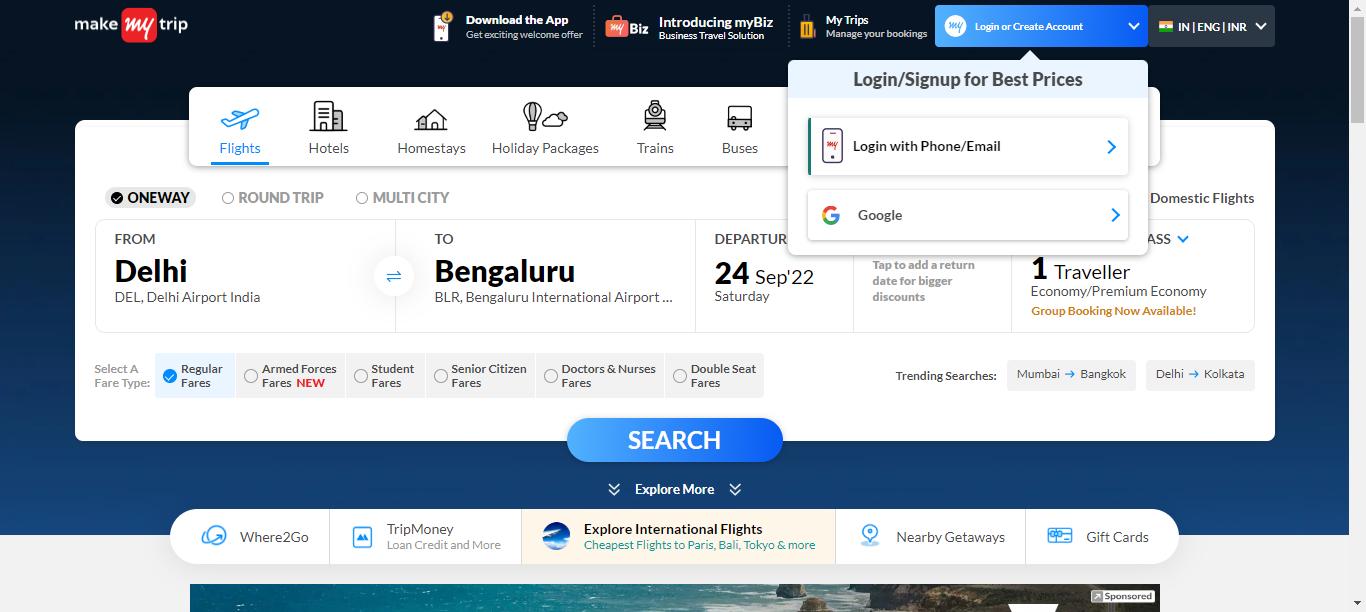 make my trip
Download the App
Get exciting welcome offer
my Biz
Introducing myBiz
Business Travel Solution
My Trips
Manage your bookings
my
Login or Create Account
IN | ENG | INR
Login/Signup for Best Prices
my
Login with Phone/Email
Google
Flights
Hotels
Homestays
Holiday Packages
Trains
Buses
ONEWAY
ROUND TRIP
MULTI CITY
Domestic Flights
FROM
Delhi
DEL, Delhi Airport India
TO
Bengaluru
BLR, Bengaluru International Airport ...
DEPARTUR
24 Sep'22
Saturday
Tap to add a return
date for bigger
discounts
ASS
1 Traveller
Economy/Premium Economy
Group Booking Now Available!
Select A
Fare Type:
Regular
Fares
Armed Forces
Fares NEW
Student
Fares
Senior Citizen
Fares
Doctors & Nurses
Fares
Double Seat
Fares
Trending Searches:
Mumbai → Bangkok
Delhi → Kolkata
SEARCH
Explore More
Where2Go
TripMoney
Loan Credit and More
Explore International Flights
Cheapest Flights to Paris, Bali, Tokyo & more
Nearby Getaways
Gift Cards
Sponsored